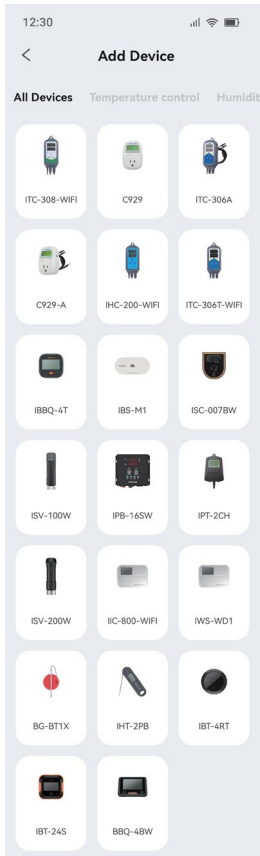 12:30
Add Device
All Devices Temperature control Humidit
ITC-308-WIFI C929 ITC-306A
C929-A IHC-200-WIFI ITC-306T-WIFI
IBBQ-4T IBS-M1 ISC-007BW
ISV-100W IPB-16SW IPT-2CH
ISV-200W IIC-800-WIFI IWS-WD1
BG-BT1X IHT-2PB IBT-4RT
IBT-24S BBQ-4BW